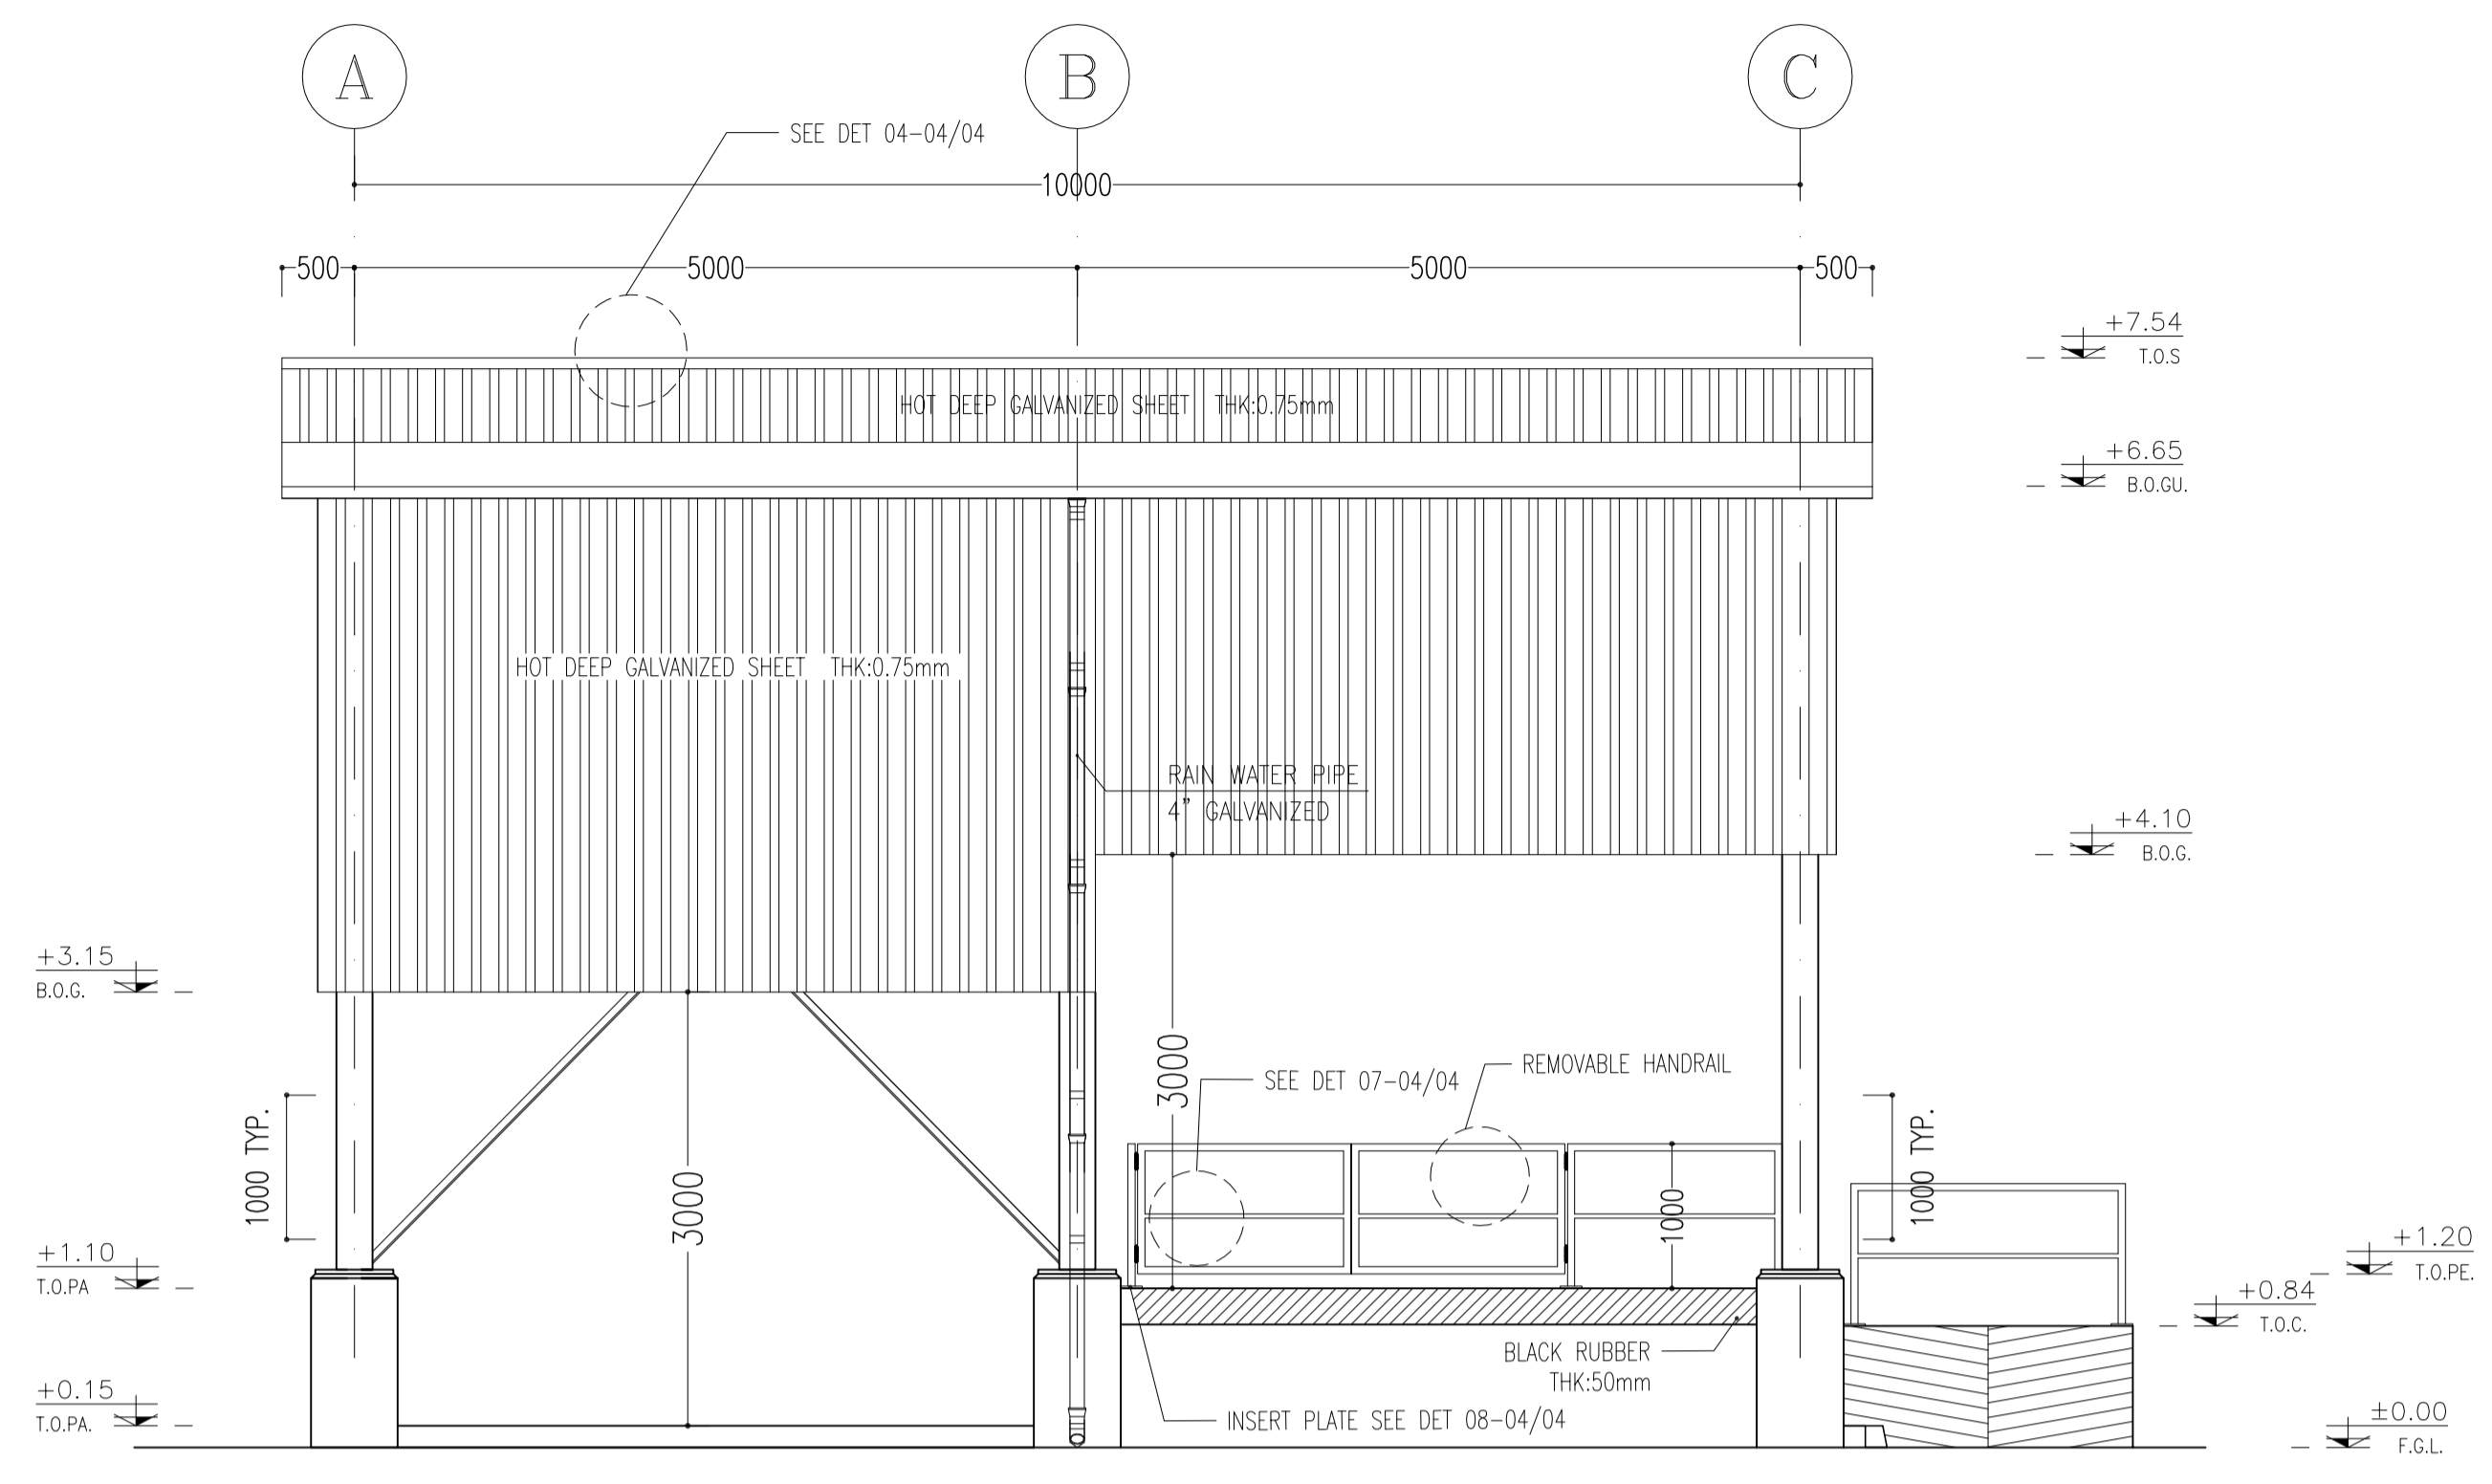 A
B
C
SEE DET 04-04/04
10000
500
5000
5000
500
+7.54
T.O.S
HOT DEEP GALVANIZED SHEET THK:0.75mm
+6.65
B.O.GU.
HOT DEEP GALVANIZED SHEET THK:0.75mm
RAIN WATER PIPE
4" GALVANIZED
+4.10
B.O.G.
+3.15
B.O.G.
3000
REMOVABLE HANDRAIL
SEE DET 07-04/04
1000 TYP.
1000 TYP.
3000
1000
+1.10
T.O.PA
+1.20
T.O.PE.
+0.84
T.O.C.
BLACK RUBBER
THK:50mm
+0.15
T.O.PA.
INSERT PLATE SEE DET 08-04/04
±0.00
F.G.L.